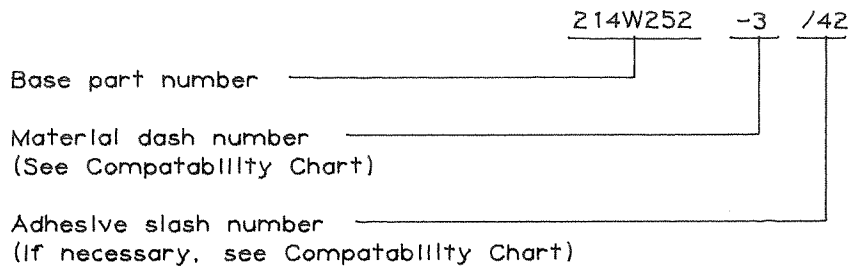 214W252 -3 /42
Base part number
Material dash number
(See Compatability Chart)
Adhesive slash number
(If necessary, see Compatability Chart)